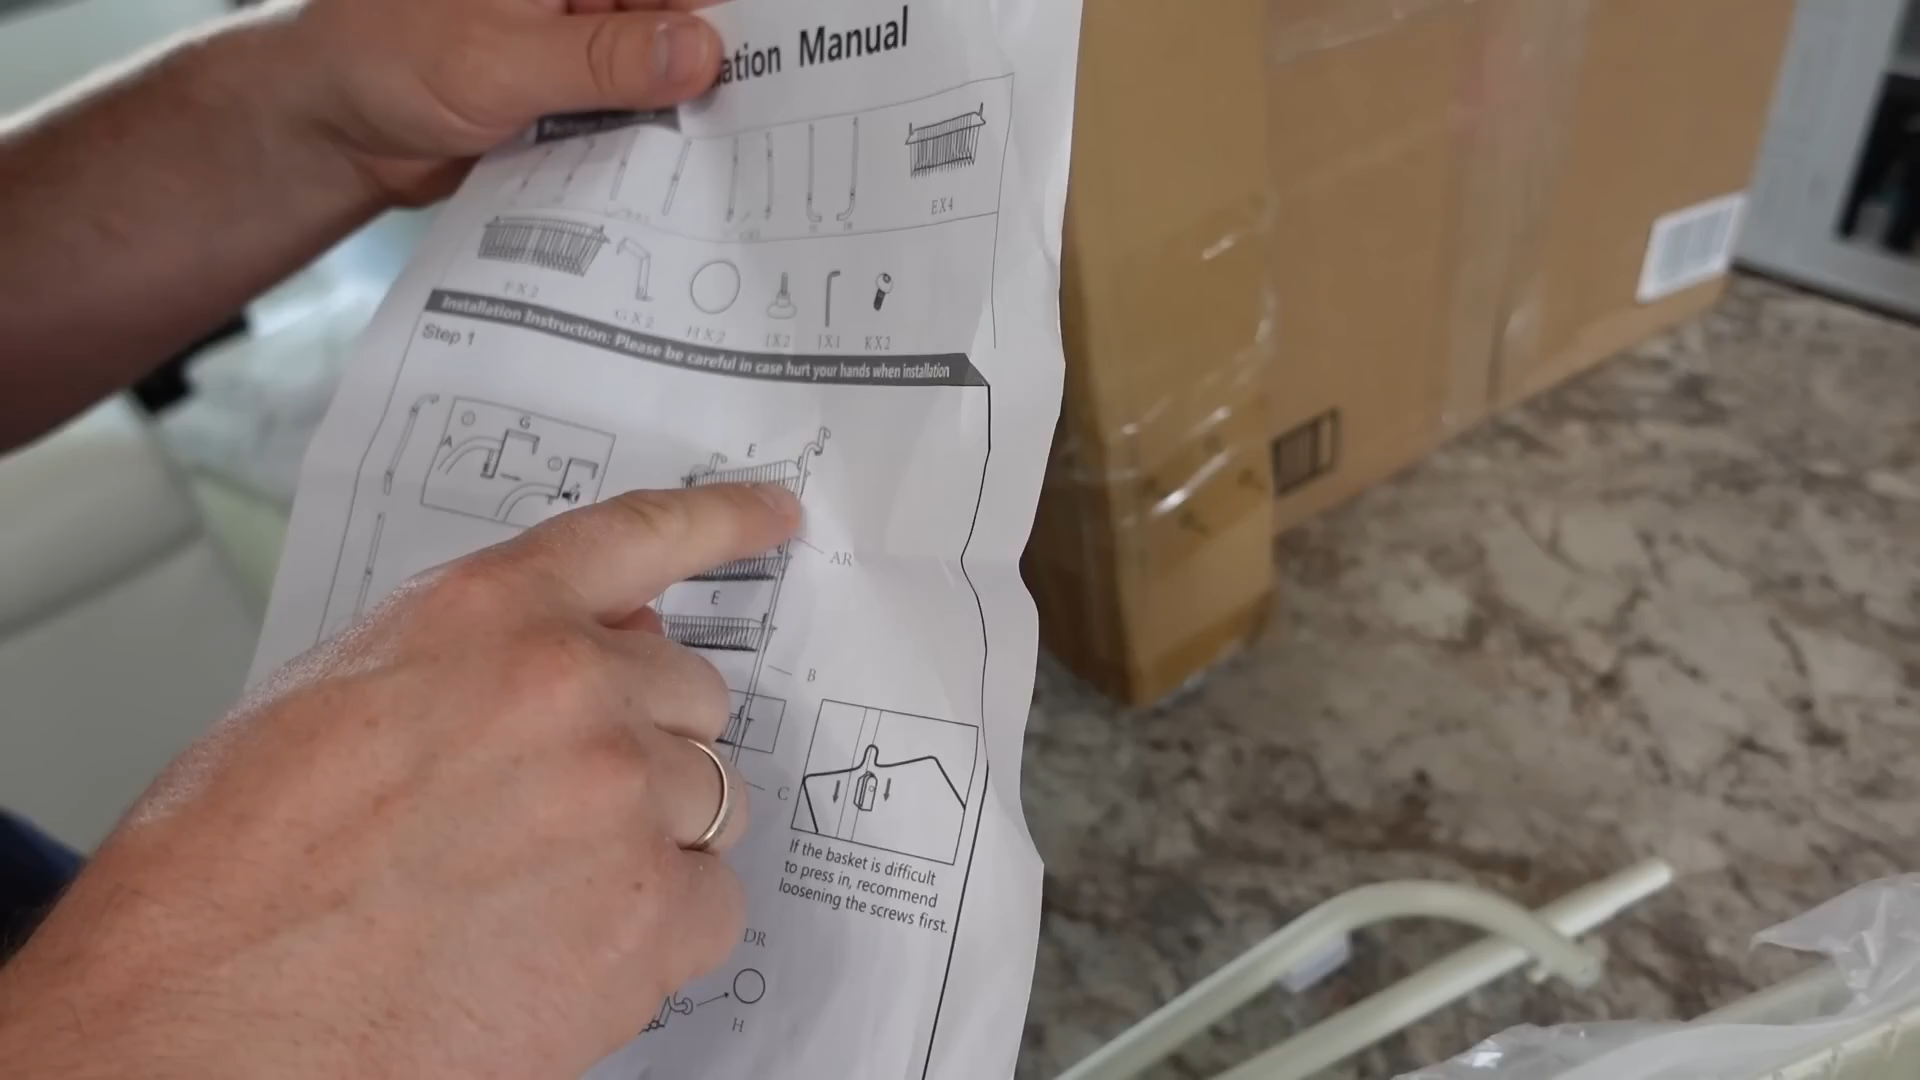 ation Manual
EX4
FX2
GX2
HX2
IX2
JX1
KX2
Installation Instruction: Please be careful in case hurt your hands when installation
Step 1
G
A
E
AR
E
B
C
If the basket is difficult
to press in, recommend
loosening the screws first.
DR
H